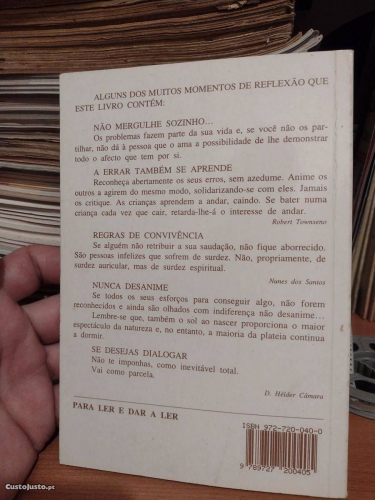 ALGUNS DOS MUITOS MOMENTOS DE REFLEXÃO QUE
ESTE LIVRO CONTÉM:
NÃO MERGULHE SOZINHO...
Os problemas fazem parte da sua vida e, se você não os par-
tilhar, não dá à pessoa que o ama a possibilidade de lhe demonstrar
todo o afecto que tem por si.
A ERRAR TAMBÉM SE APRENDE
Reconheça abertamente os seus erros, sem azedume. Anime os
outros a agirem do mesmo modo, solidarizando-se com eles. Jamais
os critique. As crianças aprendem a andar, caindo. Se bater numa
criança cada vez que cair, retarda-lhe-á o interesse de andar.
Robert Townseno
REGRAS DE CONVIVÊNCIA
Se alguém não retribuir a sua saudação, não fique aborrecido.
São pessoas infelizes que sofrem de surdez. Não, propriamente, de
surdez auricular, mas de surdez espiritual.
Nunes dos Santos
NUNCA DESANIME
Se todos os seus esforços para conseguir algo, não forem
reconhecidos e ainda são olhados com indiferença não desanime...
Lembre-se que, também o sol ao nascer proporciona o maior
espectáculo da natureza e, no entanto, a maioria da plateia continua
a dormir.
SE DESEJAS DIALOGAR
Não te imponhas, como inevitável total.
Vai como parcela.
D. Hélder Câmara
PARA LER E DAR A LER
ISBN 972-720-040-0
9 789727 200405
CustoJusto.pt